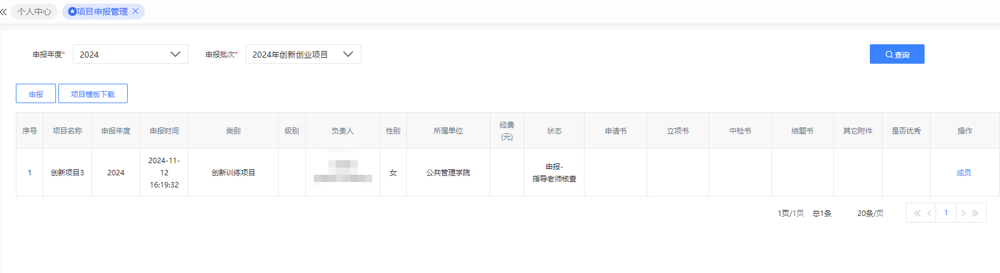 个人中心 项目申报管理
申报年度* 2024 申报批次* 2024年创新创业项目 查询
申报 项目模板下载
序号 项目名称 申报年度 申报时间 类别 级别 负责人 性别 所属单位 经费(元) 状态 申请书 立项书 中检书 结题书 其它附件 是否优秀 操作
1 创新项目3 2024 2024-11-12 16:19:32 创新训练项目 女 公共管理学院 申报-指导老师核查 成员
1页/1页 总1条 20条/页 1